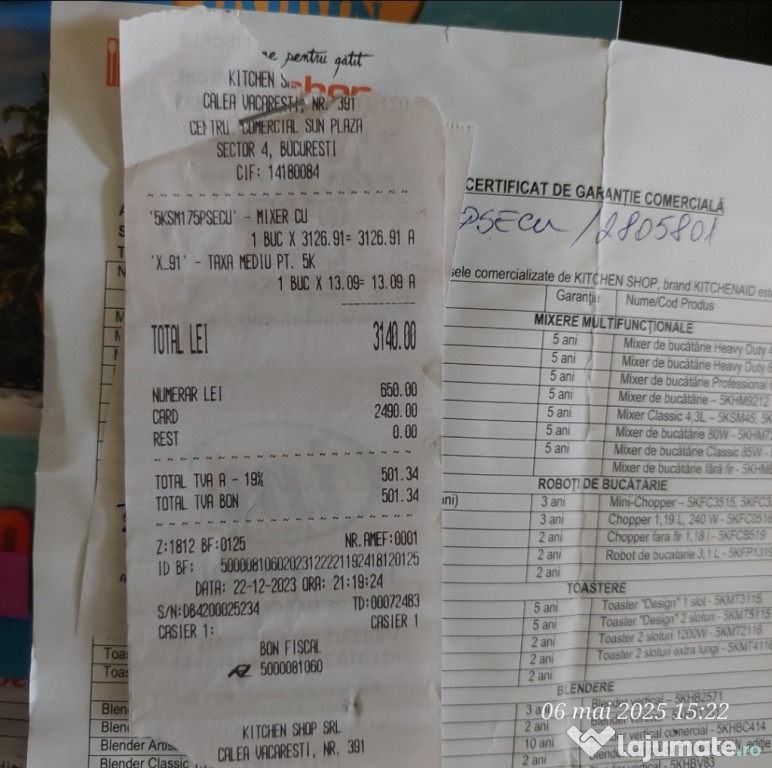 ne pentru gătit
KITCHEN
CALEA VACARESTI, NR. 391
CENTRU COMERCIAL SUN PLAZA
SECTOR 4, BUCURESTI
CIF: 14180084
'5KSM175PSECU' - MIXER CU
1 BUC X 3126.91= 3126.91 A
'X_91' - TAXA MEDIU PT. 5K
1 BUC X 13.09= 13.09 A
TOTAL LEI 3140.00
NUMERAR LEI 650.00
CARD 2490.00
REST 0.00
TOTAL TVA A - 19% 501.34
TOTAL TVA BON 501.34
Z:1812 BF:0125 NR.AMEF:0001
ID BF: 50000810602023122221192418120125
DATA: 22-12-2023 ORA: 21:19:24
S/N:DB4200025234 TD:00072483
CASIER 1: CASIER 1
BON FISCAL
5000081060
KITCHEN SHOP SRL
CALEA VACARESTI, NR. 391
CERTIFICAT DE GARANȚIE COMERCIALĂ
PSECU / 2805801
sele comercializate de KITCHEN SHOP, brand KITCHENAID este
Garanție Nume/Cod Produs
MIXERE MULTIFUNCȚIONALE
5 ani Mixer de bucătărie Heavy Duty
5 ani Mixer de bucătărie Heavy Duty
5 ani Mixer de bucătărie Professional
5 ani Mixer de bucătărie – 5KHM9212
5 ani Mixer Classic 4,3L – 5KSM45,
5 ani Mixer de bucătărie 80W - 5KHM7
5 ani Mixer de bucătărie Classic 85W -
Mixer de bucătărie fără fir - 5KHM
ROBOȚI DE BUCĂTĂRIE
ni) 3 ani Mini-Chopper – 5KFC3515, 5KFC3
3 ani Chopper 1,19 L, 240 W - 5KFC0516
2 ani Chopper fara fir 1,18 l - 5KFCB519
2 ani Robot de bucatarie 3,1 L - 5KFP1319
2 ani
TOASTERE
5 ani Toaster "Design" 1 slot - 5KMT3115
5 ani Toaster "Design" 2 sloturi - 5KMT5115
2 ani Toaster 2 sloturi 1200W - 5KMT2116
2 ani Toaster 2 sloturi extra lungi - 5KMT4116
2 ani
BLENDERE
Toas
Toas
Blen 3 a Blender vertical - 5KHB2571
Blen 2 ani
Blender Artis 10 ani vertical comercial - 5KHBC414
Blender Classic 2 ani
06 mai 2025 15:22
lajumate.ro